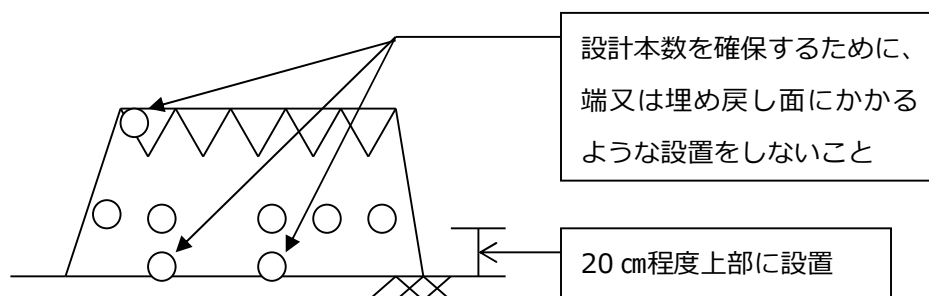 設計本数を確保するために、
端又は埋め戻し面にかかる
ような設置をしないこと
20 ㎝程度上部に設置